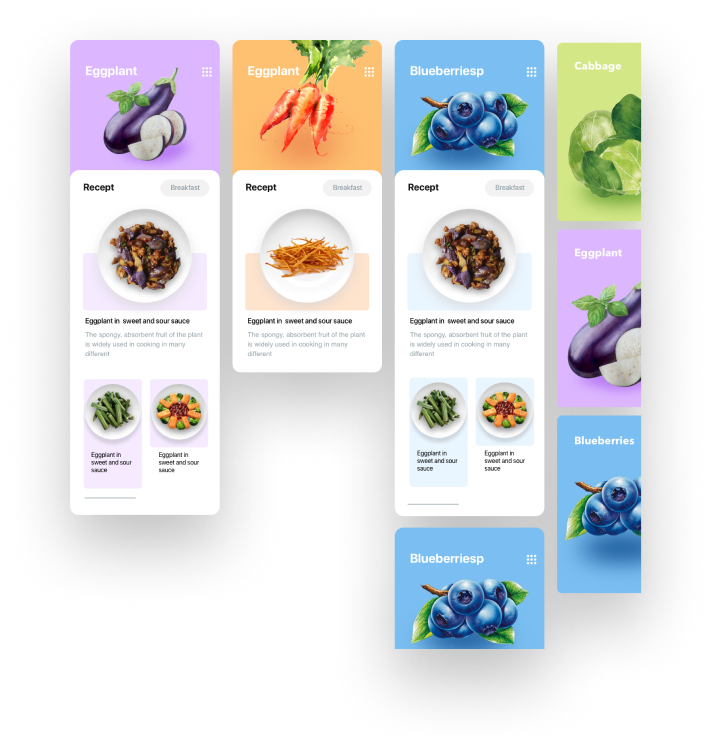 Eggplant
Recept
Breakfast
Eggplant in sweet and sour sauce
The spongy, absorbent fruit of the plant
is widely used in cooking in many
different
Eggplant in
sweet and sour
sauce
Eggplant in
sweet and sour
sauce
Eggplant
Recept
Breakfast
Eggplant in sweet and sour sauce
The spongy, absorbent fruit of the plant
is widely used in cooking in many
different
Blueberriesp
Recept
Breakfast
Eggplant in sweet and sour sauce
The spongy, absorbent fruit of the plant
is widely used in cooking in many
different
Eggplant in
sweet and sour
sauce
Eggplant in
sweet and sour
sauce
Blueberriesp
Cabbage
Eggplant
Blueberries